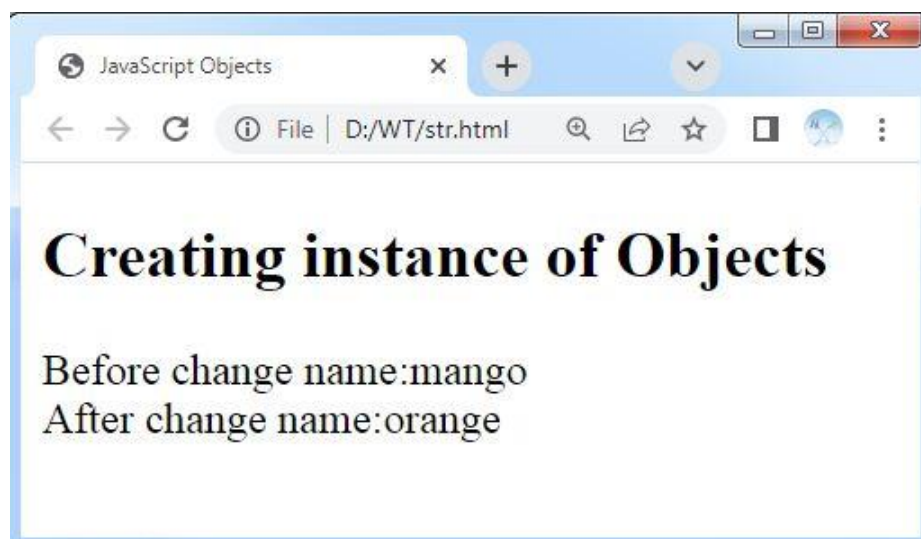 JavaScript Objects
File | D:/WT/str.html
Creating instance of Objects
Before change name:mango
After change name:orange